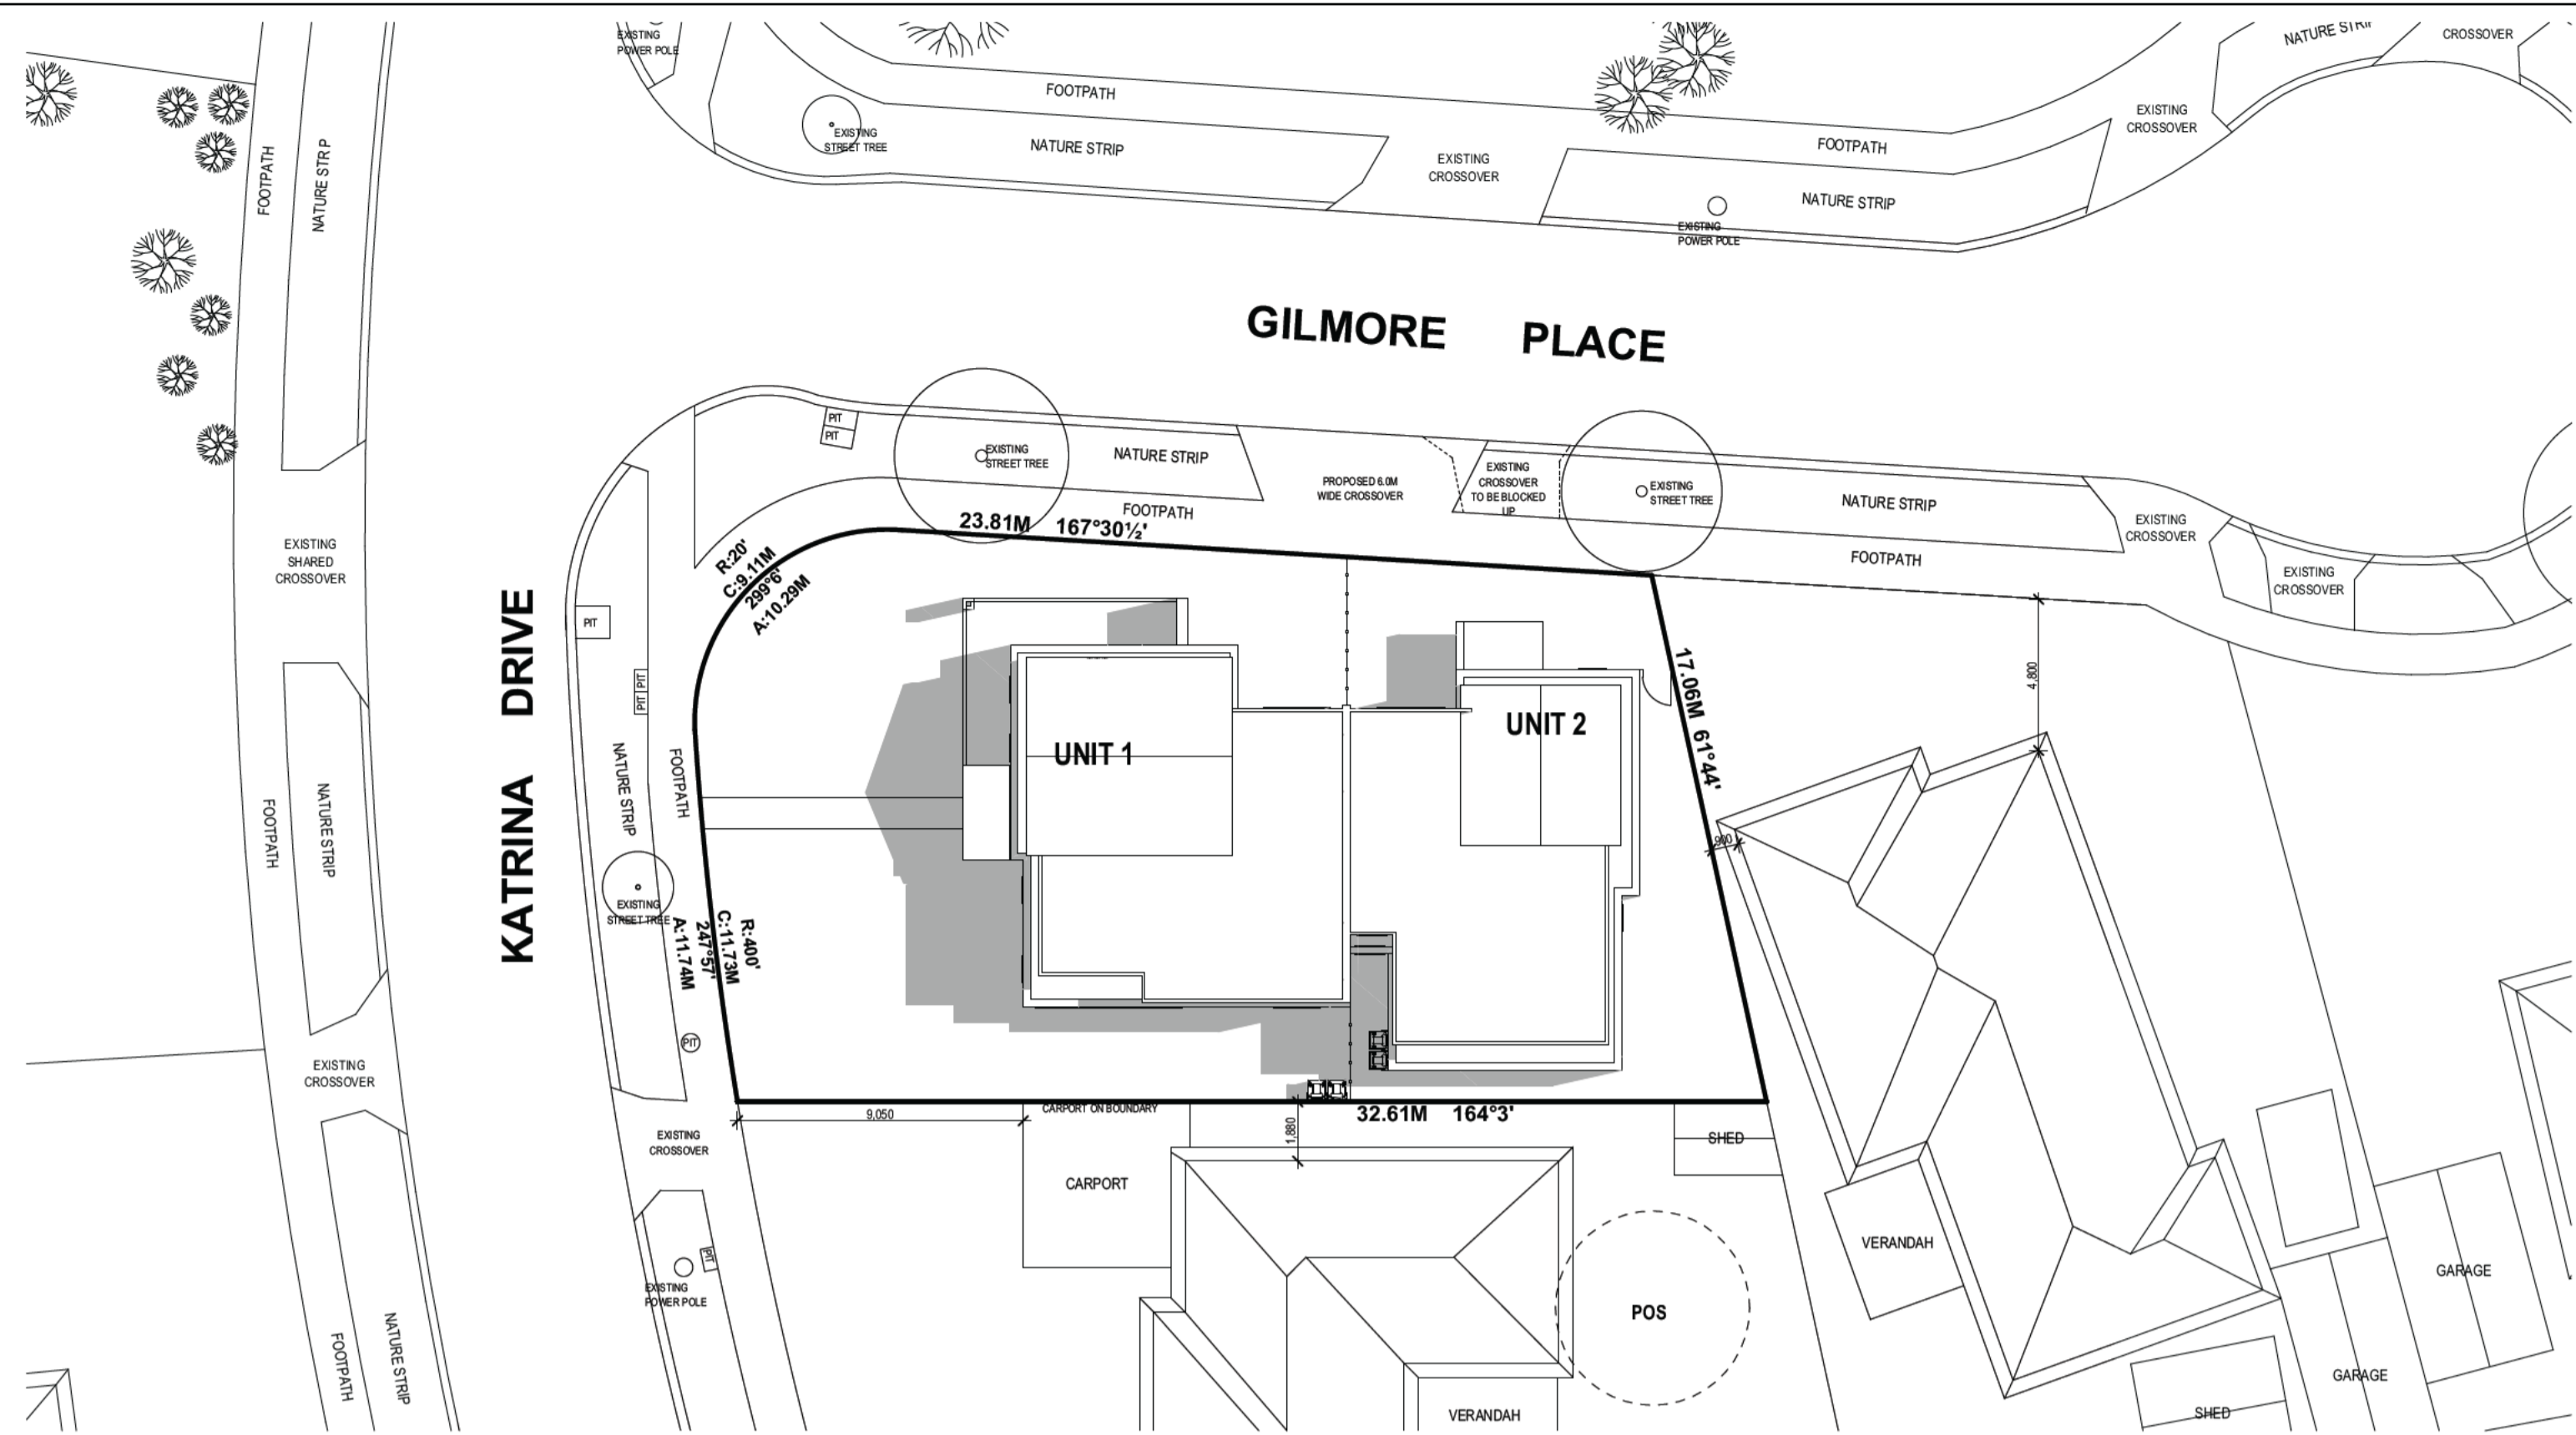 EXISTING
POWER POLE
NATURE STRIP
CROSSOVER
FOOTPATH
EXISTING
STREET TREE
NATURE STRIP
EXISTING
CROSSOVER
FOOTPATH
EXISTING
CROSSOVER
NATURE STRIP
EXISTING
POWER POLE
FOOTPATH
NATURE STR P
GILMORE PLACE
PIT
PIT
EXISTING
STREET TREE
NATURE STRIP
PROPOSED 6.0M
WIDE CROSSOVER
EXISTING
CROSSOVER
TO BE BLOCKED
UP
EXISTING
STREET TREE
NATURE STRIP
EXISTING
CROSSOVER
FOOTPATH
23.81M 167°30½'
FOOTPATH
EXISTING
CROSSOVER
EXISTING
SHARED
CROSSOVER
R:20'
C:9.11M
299°6'
A:10.29M
KATRINA DRIVE
PIT
PIT
PIT
NATURE STRIP
FOOTPATH
UNIT 1
UNIT 2
17.06M 61°44'
4,800
900
FOOTPATH
NATURE STRIP
EXISTING
STREET TREE
R:400'
C:11.73M
247°57'
A:11.74M
PIT
EXISTING
CROSSOVER
9,050
CARPORT ON BOUNDARY
1,880
32.61M 164°3'
SHED
EXISTING
CROSSOVER
CARPORT
PIT
EXISTING
POWER POLE
POS
VERANDAH
GARAGE
FOOTPATH
NATURE STRIP
VERANDAH
GARAGE
SHED